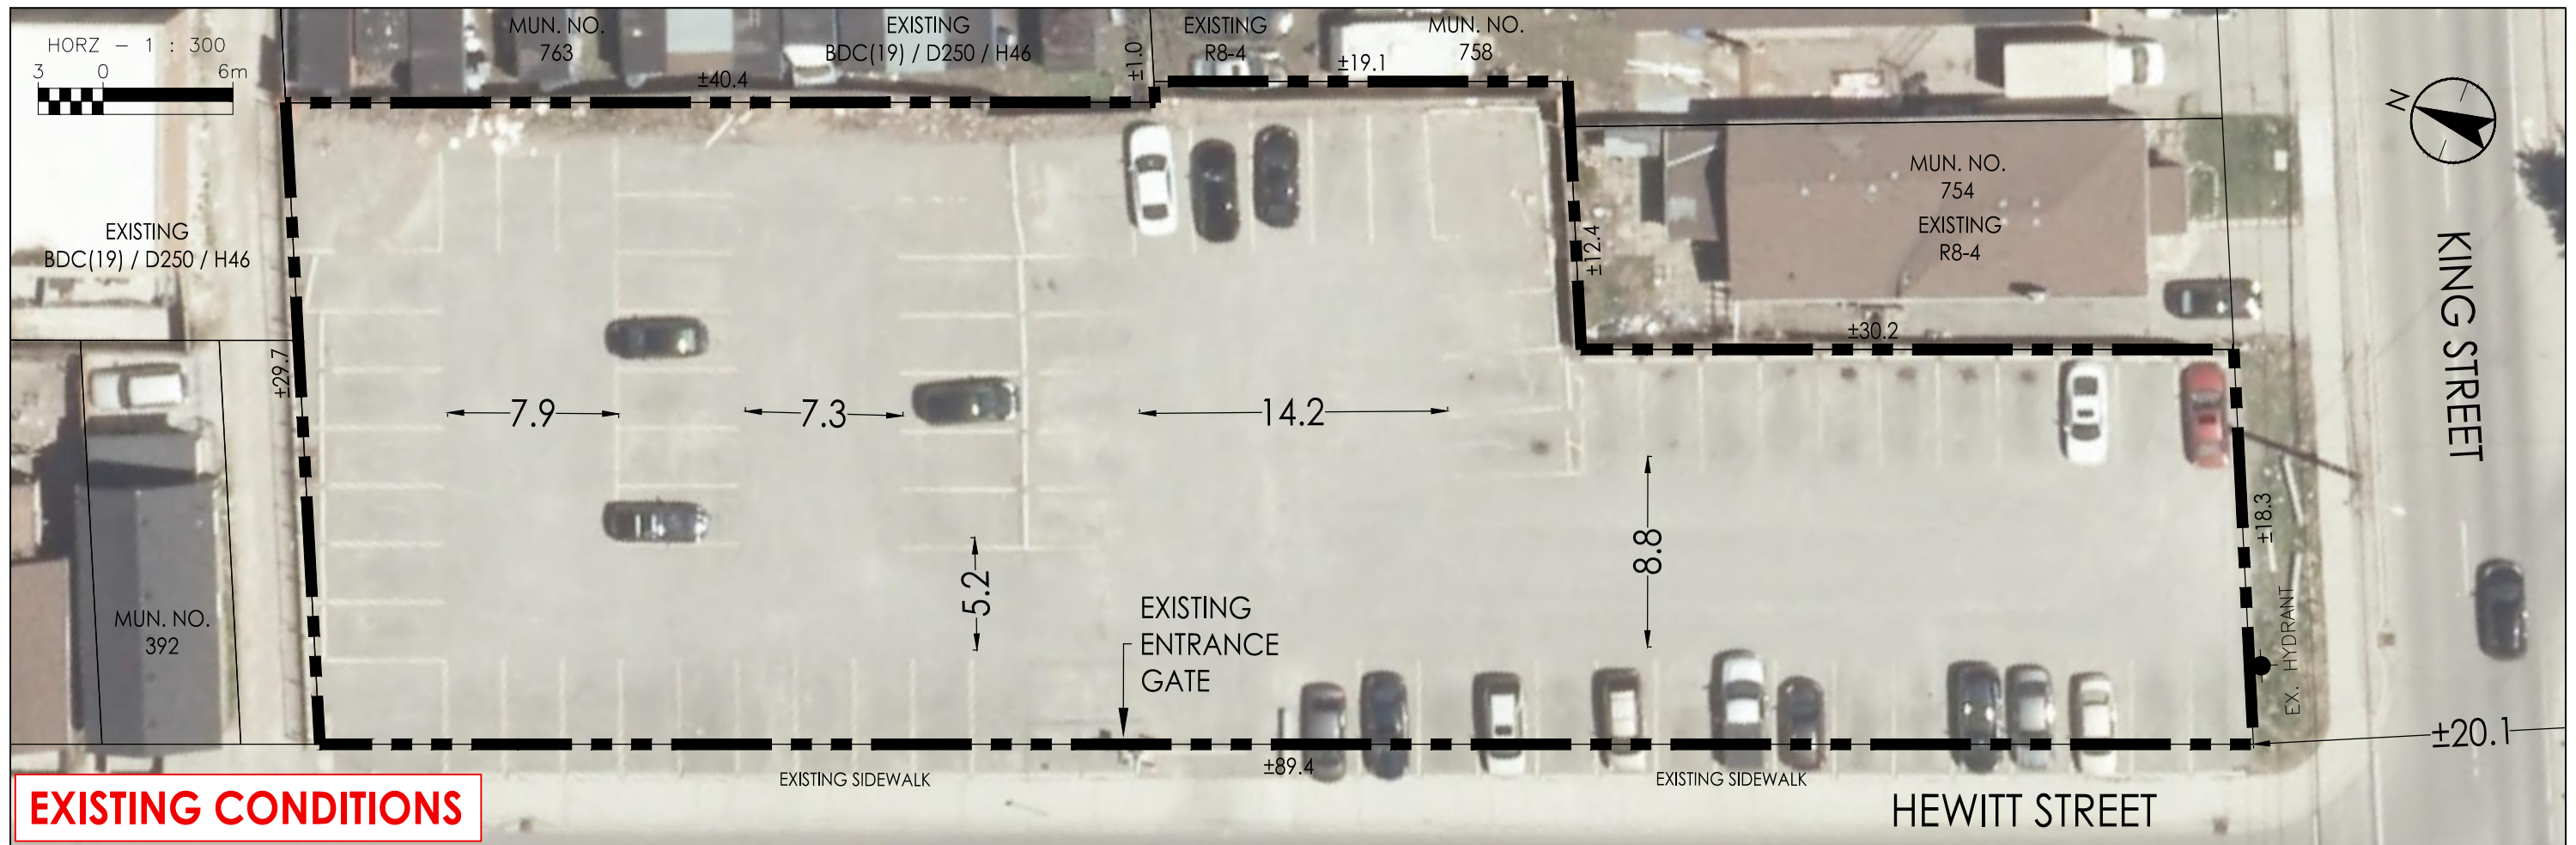 HORZ - 1 : 300
3 0 6m
MUN. NO.
763
EXISTING
BDC(19) / D250 / H46
±1.0
EXISTING
R8-4
MUN. NO.
758
±40.4
±19.1
N
EXISTING
BDC(19) / D250 / H46
MUN. NO.
754
EXISTING
R8-4
±12.4
KING STREET
±30.2
±29.7
7.9
7.3
14.2
±18.3
8.8
5.2
MUN. NO.
392
EXISTING
ENTRANCE
GATE
EX. HYDRANT
±20.1
±89.4
EXISTING SIDEWALK
EXISTING SIDEWALK
EXISTING CONDITIONS
HEWITT STREET